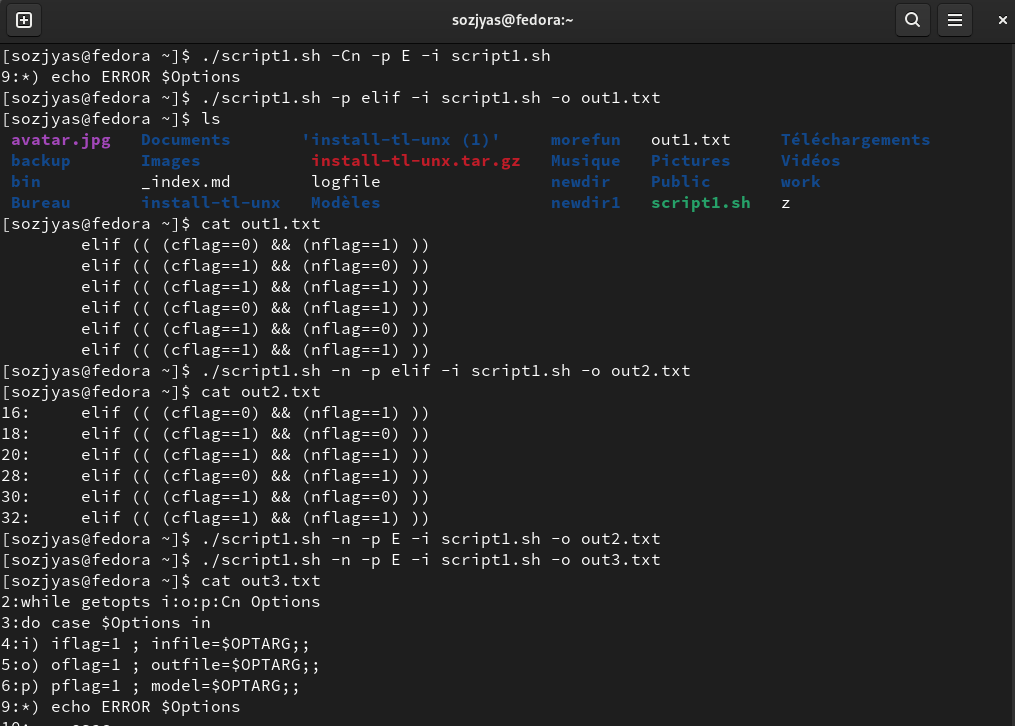 sozjyas@fedora:~
[sozjyas@fedora ~]$ ./script1.sh -Cn -p E -i script1.sh
9:*) echo ERROR $Options
[sozjyas@fedora ~]$ ./script1.sh -p elif -i script1.sh -o out1.txt
[sozjyas@fedora ~]$ ls
avatar.jpg Documents 'install-tl-unx (1)' morefun out1.txt Téléchargements
backup Images install-tl-unx.tar.gz Musique Pictures Vidéos
bin _index.md logfile newdir Public work
Bureau install-tl-unx Modèles newdir1 script1.sh z
[sozjyas@fedora ~]$ cat out1.txt
elif (( (cflag==0) && (nflag==1) ))
elif (( (cflag==1) && (nflag==0) ))
elif (( (cflag==1) && (nflag==1) ))
elif (( (cflag==0) && (nflag==1) ))
elif (( (cflag==1) && (nflag==0) ))
elif (( (cflag==1) && (nflag==1) ))
[sozjyas@fedora ~]$ ./script1.sh -n -p elif -i script1.sh -o out2.txt
[sozjyas@fedora ~]$ cat out2.txt
16: elif (( (cflag==0) && (nflag==1) ))
18: elif (( (cflag==1) && (nflag==0) ))
20: elif (( (cflag==1) && (nflag==1) ))
28: elif (( (cflag==0) && (nflag==1) ))
30: elif (( (cflag==1) && (nflag==0) ))
32: elif (( (cflag==1) && (nflag==1) ))
[sozjyas@fedora ~]$ ./script1.sh -n -p E -i script1.sh -o out2.txt
[sozjyas@fedora ~]$ ./script1.sh -n -p E -i script1.sh -o out3.txt
[sozjyas@fedora ~]$ cat out3.txt
2:while getopts i:o:p:Cn Options
3:do case $Options in
4:i) iflag=1 ; infile=$OPTARG;;
5:o) oflag=1 ; outfile=$OPTARG;;
6:p) pflag=1 ; model=$OPTARG;;
9:*) echo ERROR $Options